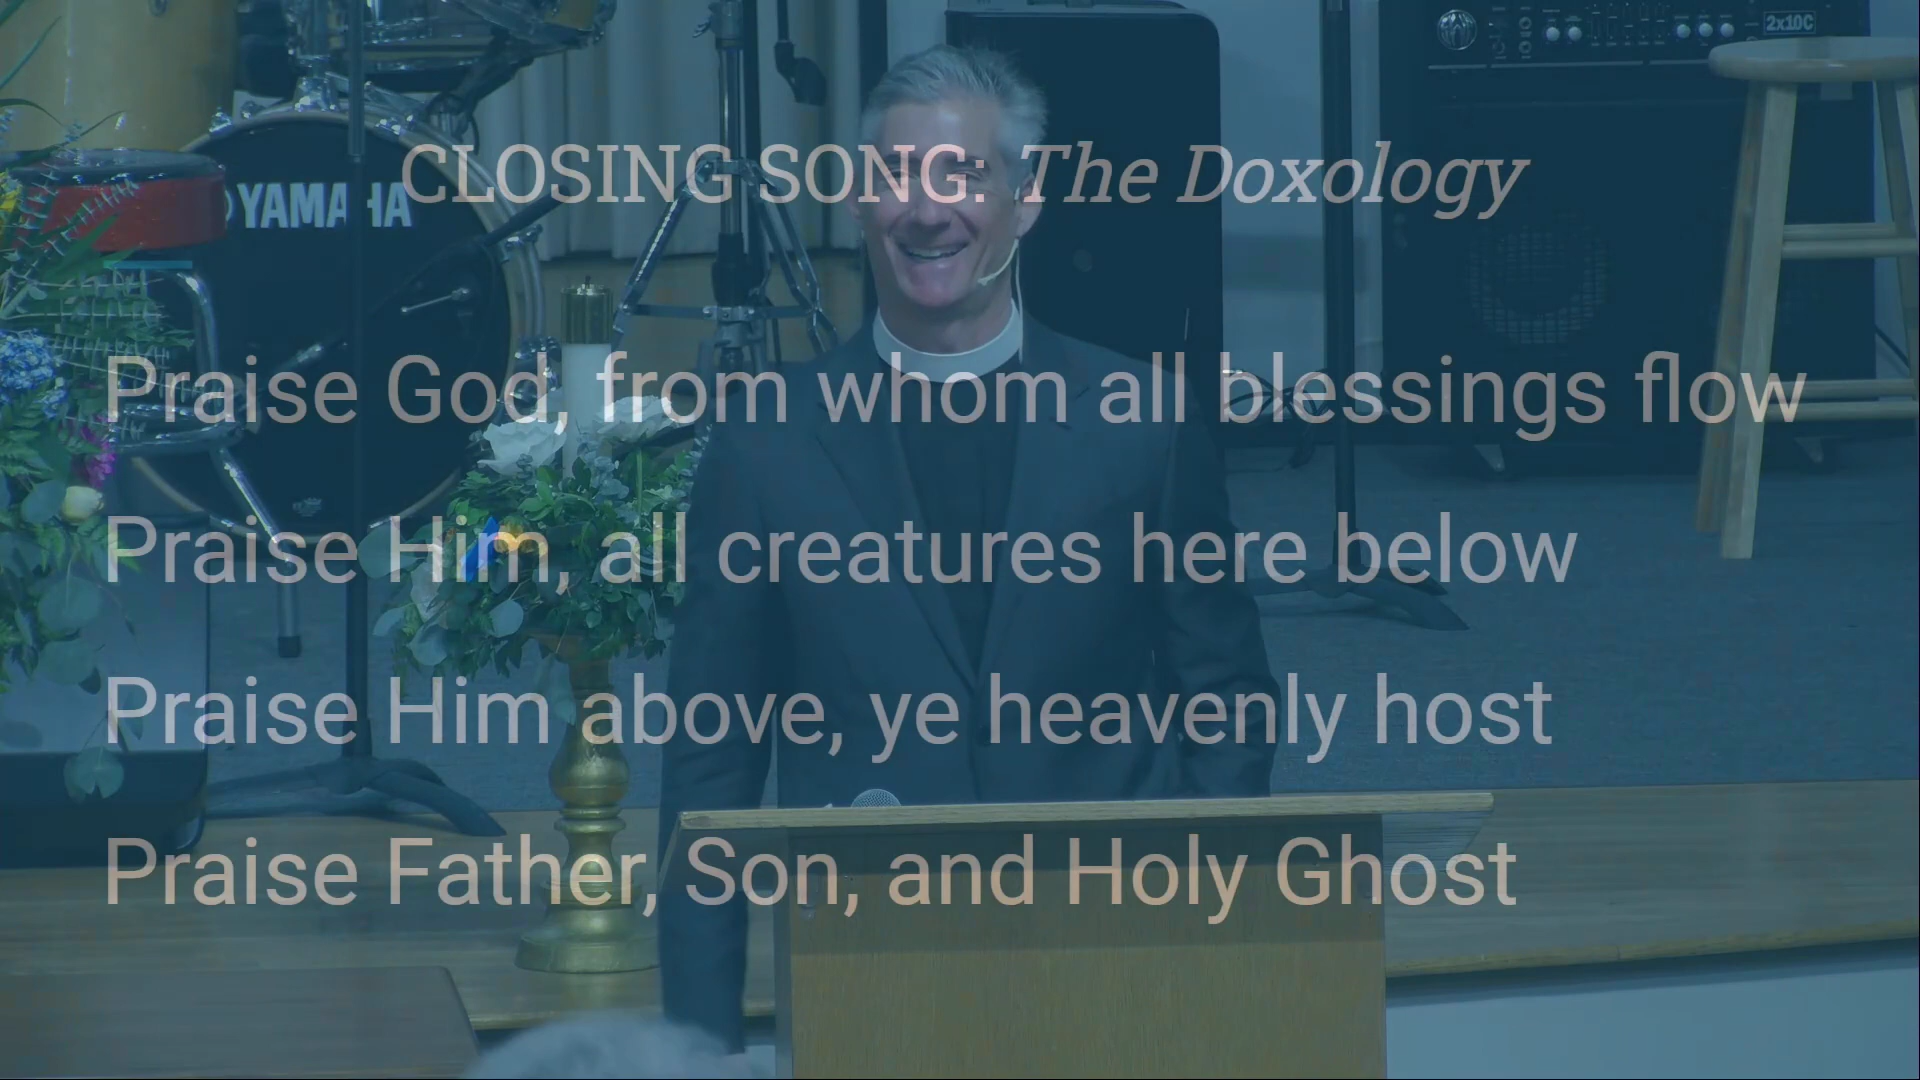 2x10C
YAMAHA
CLOSING SONG: The Doxology
Praise God, from whom all blessings flow
Praise Him, all creatures here below
Praise Him above, ye heavenly host
Praise Father, Son, and Holy Ghost